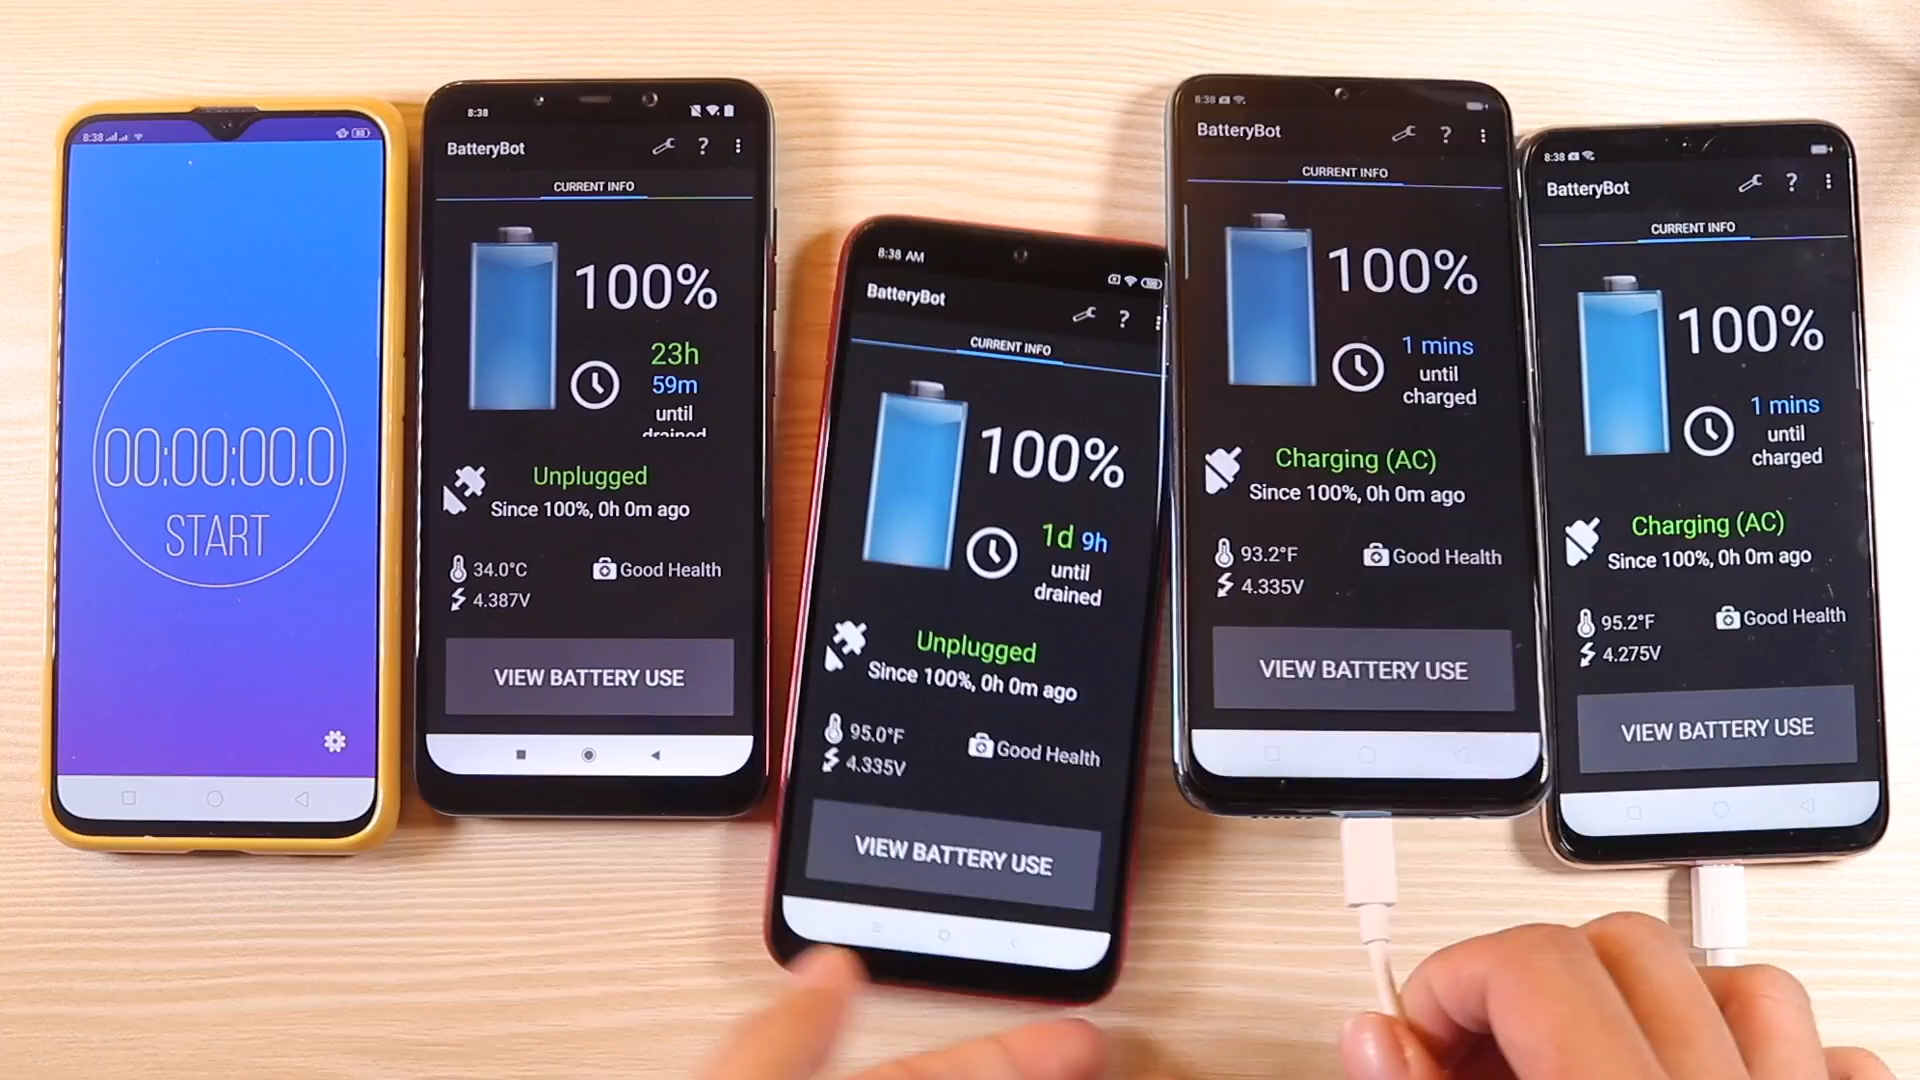 8:38
00:00:00.0
START
8:38
BatteryBot
?
CURRENT INFO
100%
23h
59m
until
drained
Unplugged
Since 100%, 0h 0m ago
34.0°C
Good Health
4.387V
VIEW BATTERY USE
8:38 AM
BatteryBot
?
CURRENT INFO
100%
1d 9h
until
drained
Unplugged
Since 100%, 0h 0m ago
95.0°F
Good Health
4.335V
VIEW BATTERY USE
8:38
BatteryBot
?
CURRENT INFO
100%
1 mins
until
charged
Charging (AC)
Since 100%, 0h 0m ago
93.2°F
Good Health
4.335V
VIEW BATTERY USE
8:38
BatteryBot
?
CURRENT INFO
100%
1 mins
until
charged
Charging (AC)
Since 100%, 0h 0m ago
95.2°F
Good Health
4.275V
VIEW BATTERY USE